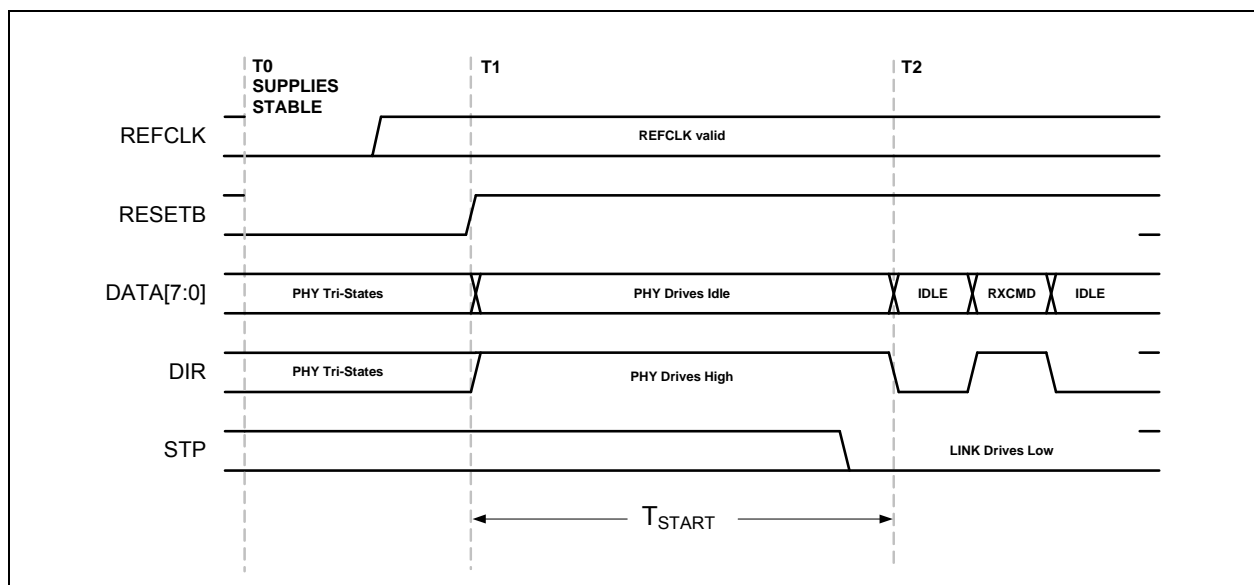 T0
SUPPLIES
STABLE
T1
T2
REFCLK
REFCLK valid
RESETB
DATA[7:0]
PHY Tri-States
PHY Drives Idle
IDLE
RXCMD
IDLE
DIR
PHY Tri-States
PHY Drives High
STP
LINK Drives Low
TSTART